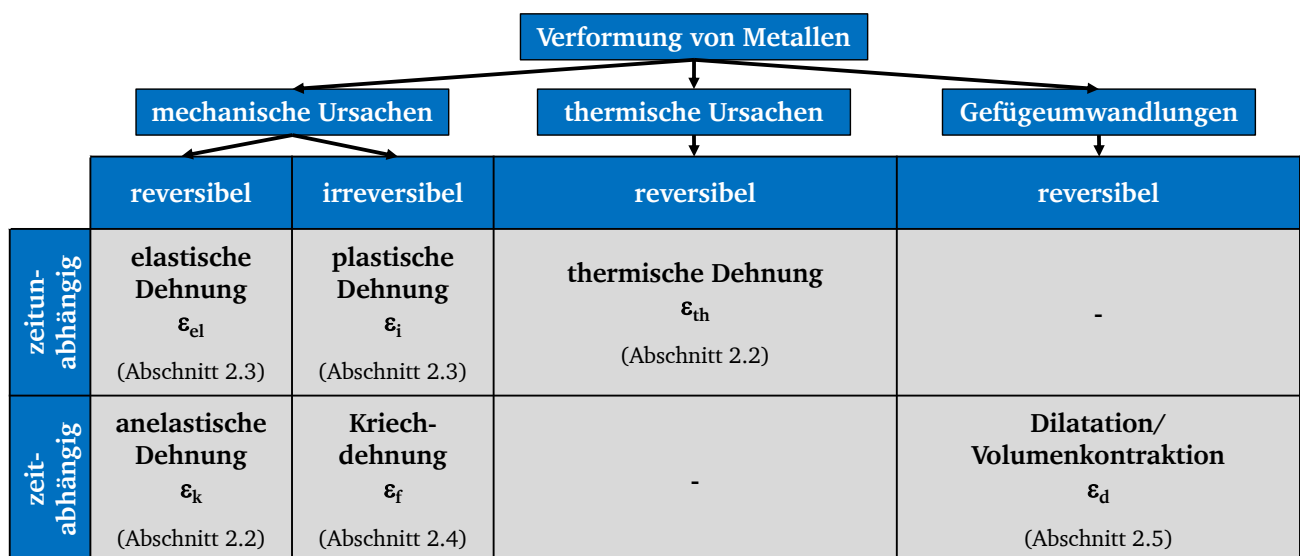 Verformung von Metallen
mechanische Ursachen
thermische Ursachen
Gefügeumwandlungen
reversibel
irreversibel
reversibel
reversibel
zeitun-
abhängig
elastische
Dehnung
εel
(Abschnitt 2.3)
plastische
Dehnung
εi
(Abschnitt 2.3)
thermische Dehnung
εth
(Abschnitt 2.2)
-
zeit-
abhängig
anelastische
Dehnung
εk
(Abschnitt 2.2)
Kriech-
dehnung
εf
(Abschnitt 2.4)
-
Dilatation/
Volumenkontraktion
εd
(Abschnitt 2.5)